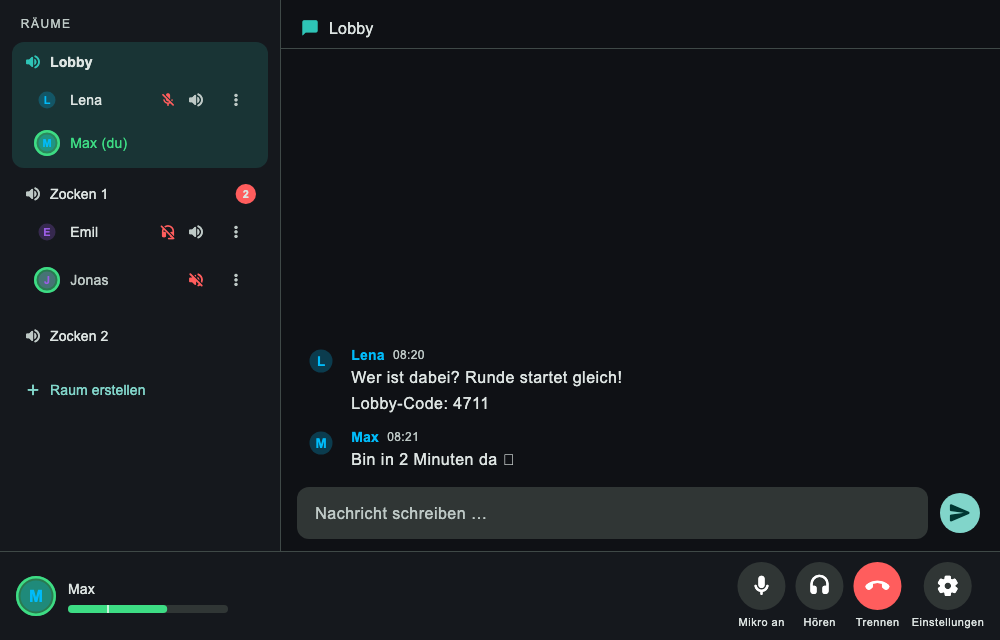 RÄUME
Lobby
L Lena
M Max (du)
Zocken 1 2
E Emil
J Jonas
Zocken 2
+ Raum erstellen
Lobby
L Lena 08:20
Wer ist dabei? Runde startet gleich!
Lobby-Code: 4711
M Max 08:21
Bin in 2 Minuten da
Nachricht schreiben …
M Max
Mikro an Hören Trennen Einstellungen